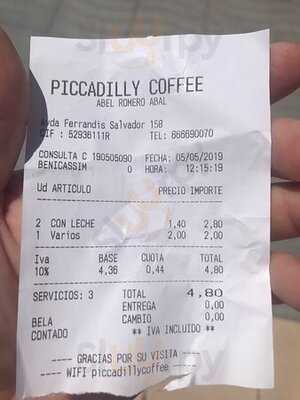 PICCADILLY COFFEE
ABEL ROMERO ABAL
Avda Ferrandis Salvador 158
CIF : 52936111R TEL: 666690070
CONSULTA C 190505090 FECHA: 05/05/2019
BENICASSIM 0 HORA: 12:15:19
Ud ARTICULO PRECIO IMPORTE
2 CON LECHE 1,40 2,80
1 Varios 2,00 2,00
Iva BASE CUOTA TOTAL
10% 4,36 0,44 4,80
SERVICIOS: 3 TOTAL 4,80
ENTREGA 0,00
BELA CAMBIO 0,00
CONTADO ** IVA INCLUIDO **
---- GRACIAS POR SU VISITA ----
---- WIFI piccadillycoffee ----